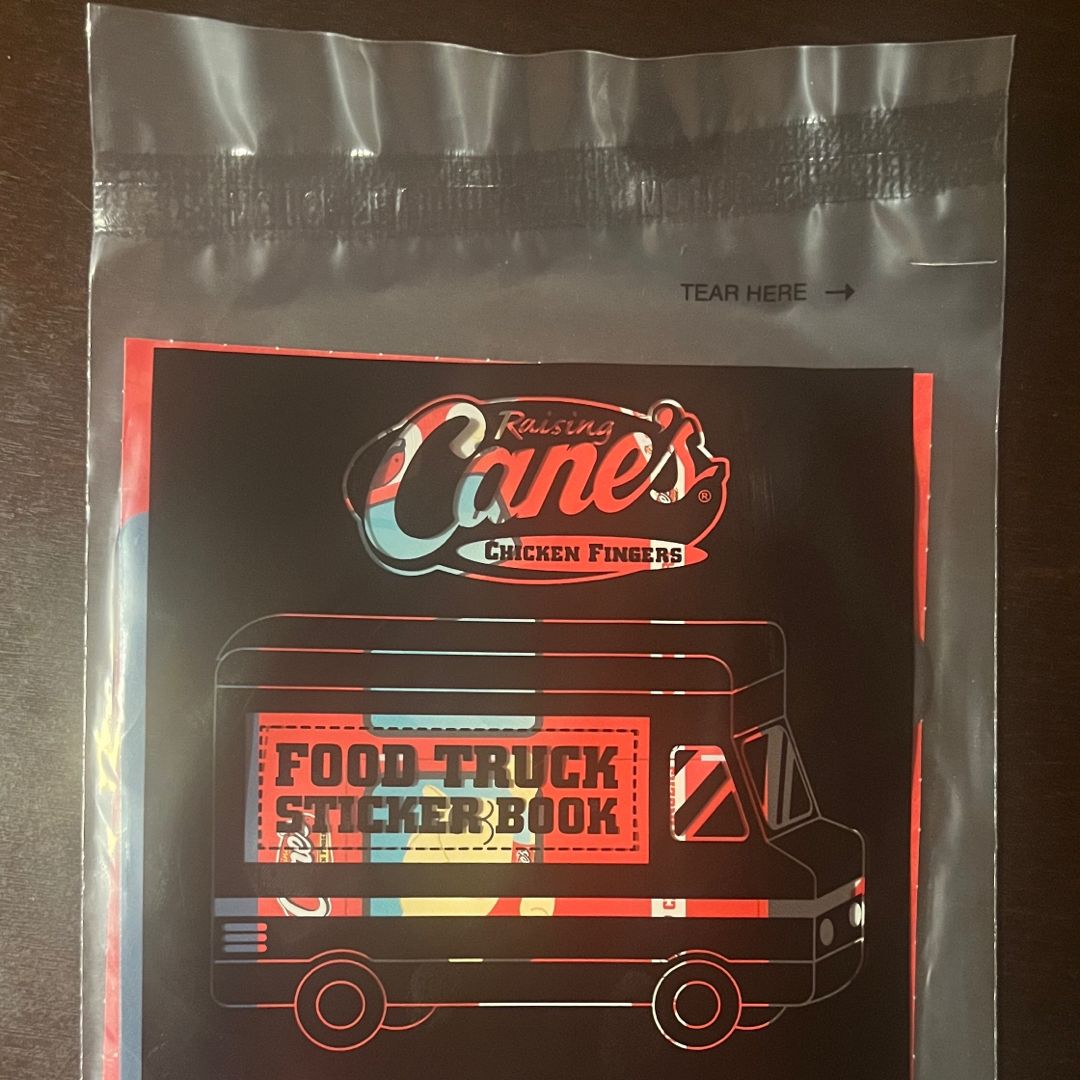 TEAR HERE →
Raising
Cane's®
CHICKEN FINGERS
FOOD TRUCK
STICKER BOOK